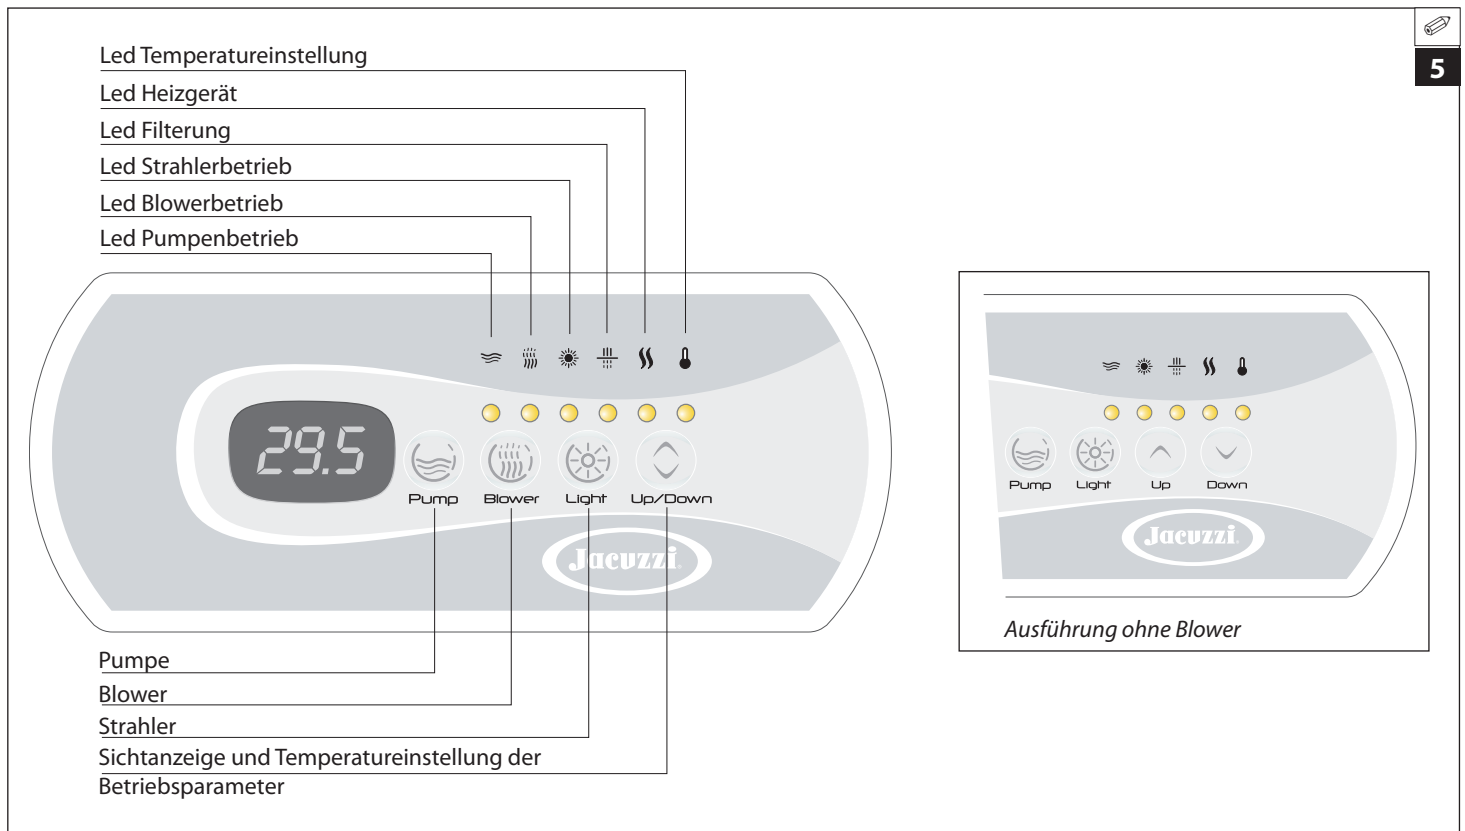 5
Led Temperatureinstellung
Led Heizgerät
Led Filterung
Led Strahlerbetrieb
Led Blowerbetrieb
Led Pumpenbetrieb
29.5
Pump Blower Light Up/Down
Jacuzzi®
Pumpe
Blower
Strahler
Sichtanzeige und Temperatureinstellung der
Betriebsparameter
Pump Light Up Down
Jacuzzi®
Ausführung ohne Blower